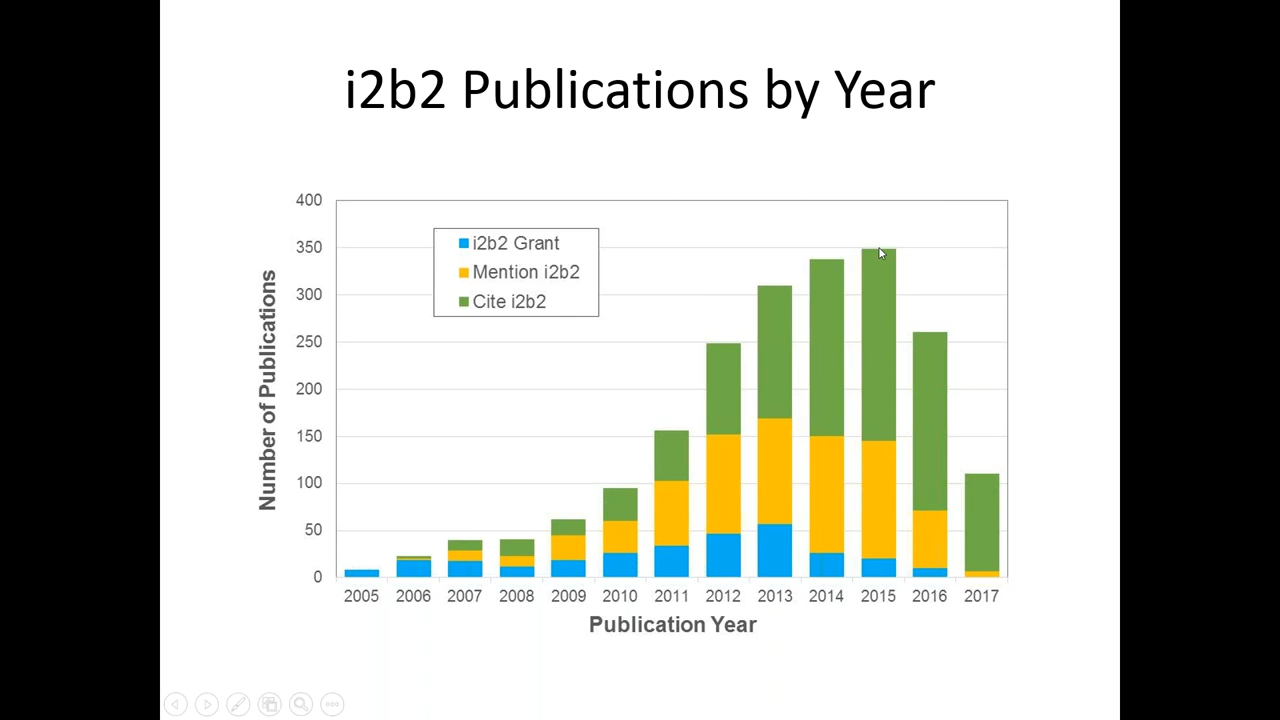 i2b2 Publications by Year
400
350
300
250
200
150
100
50
0
Number of Publications
i2b2 Grant
Mention i2b2
Cite i2b2
2005 2006 2007 2008 2009 2010 2011 2012 2013 2014 2015 2016 2017
Publication Year